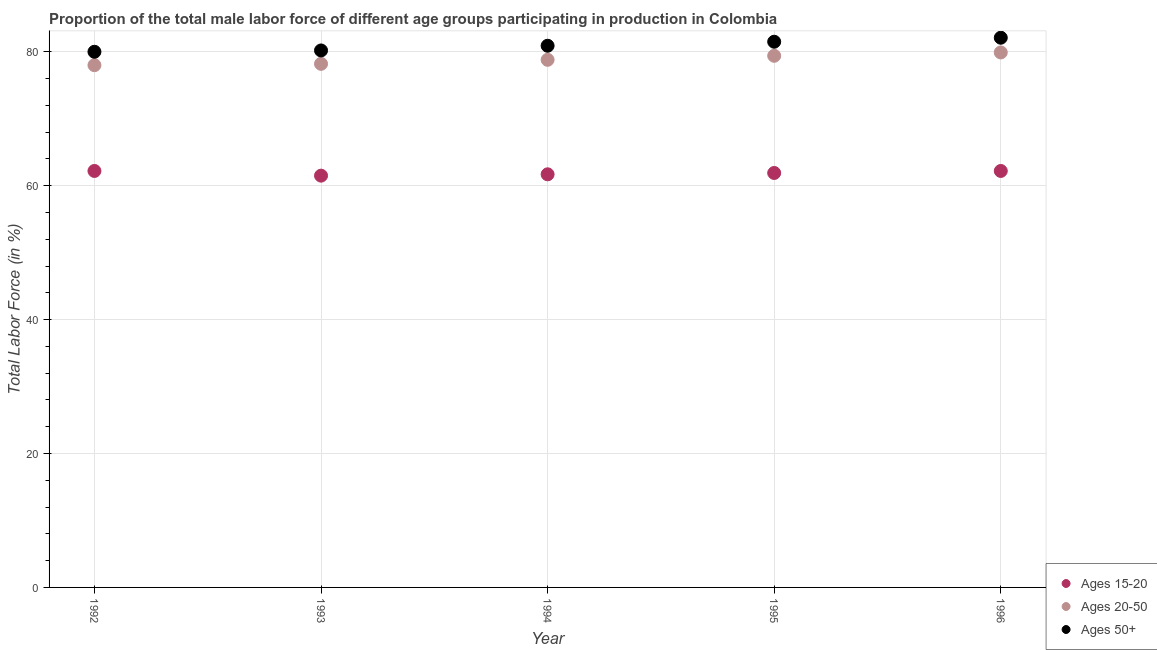 Proportion of the total male labor force of different age groups participating in production in Colombia
Total Labor Force (in %)
80
60
40
20
0
1992
1993
1994
1995
1996
Year
Ages 15-20
Ages 20-50
Ages 50+